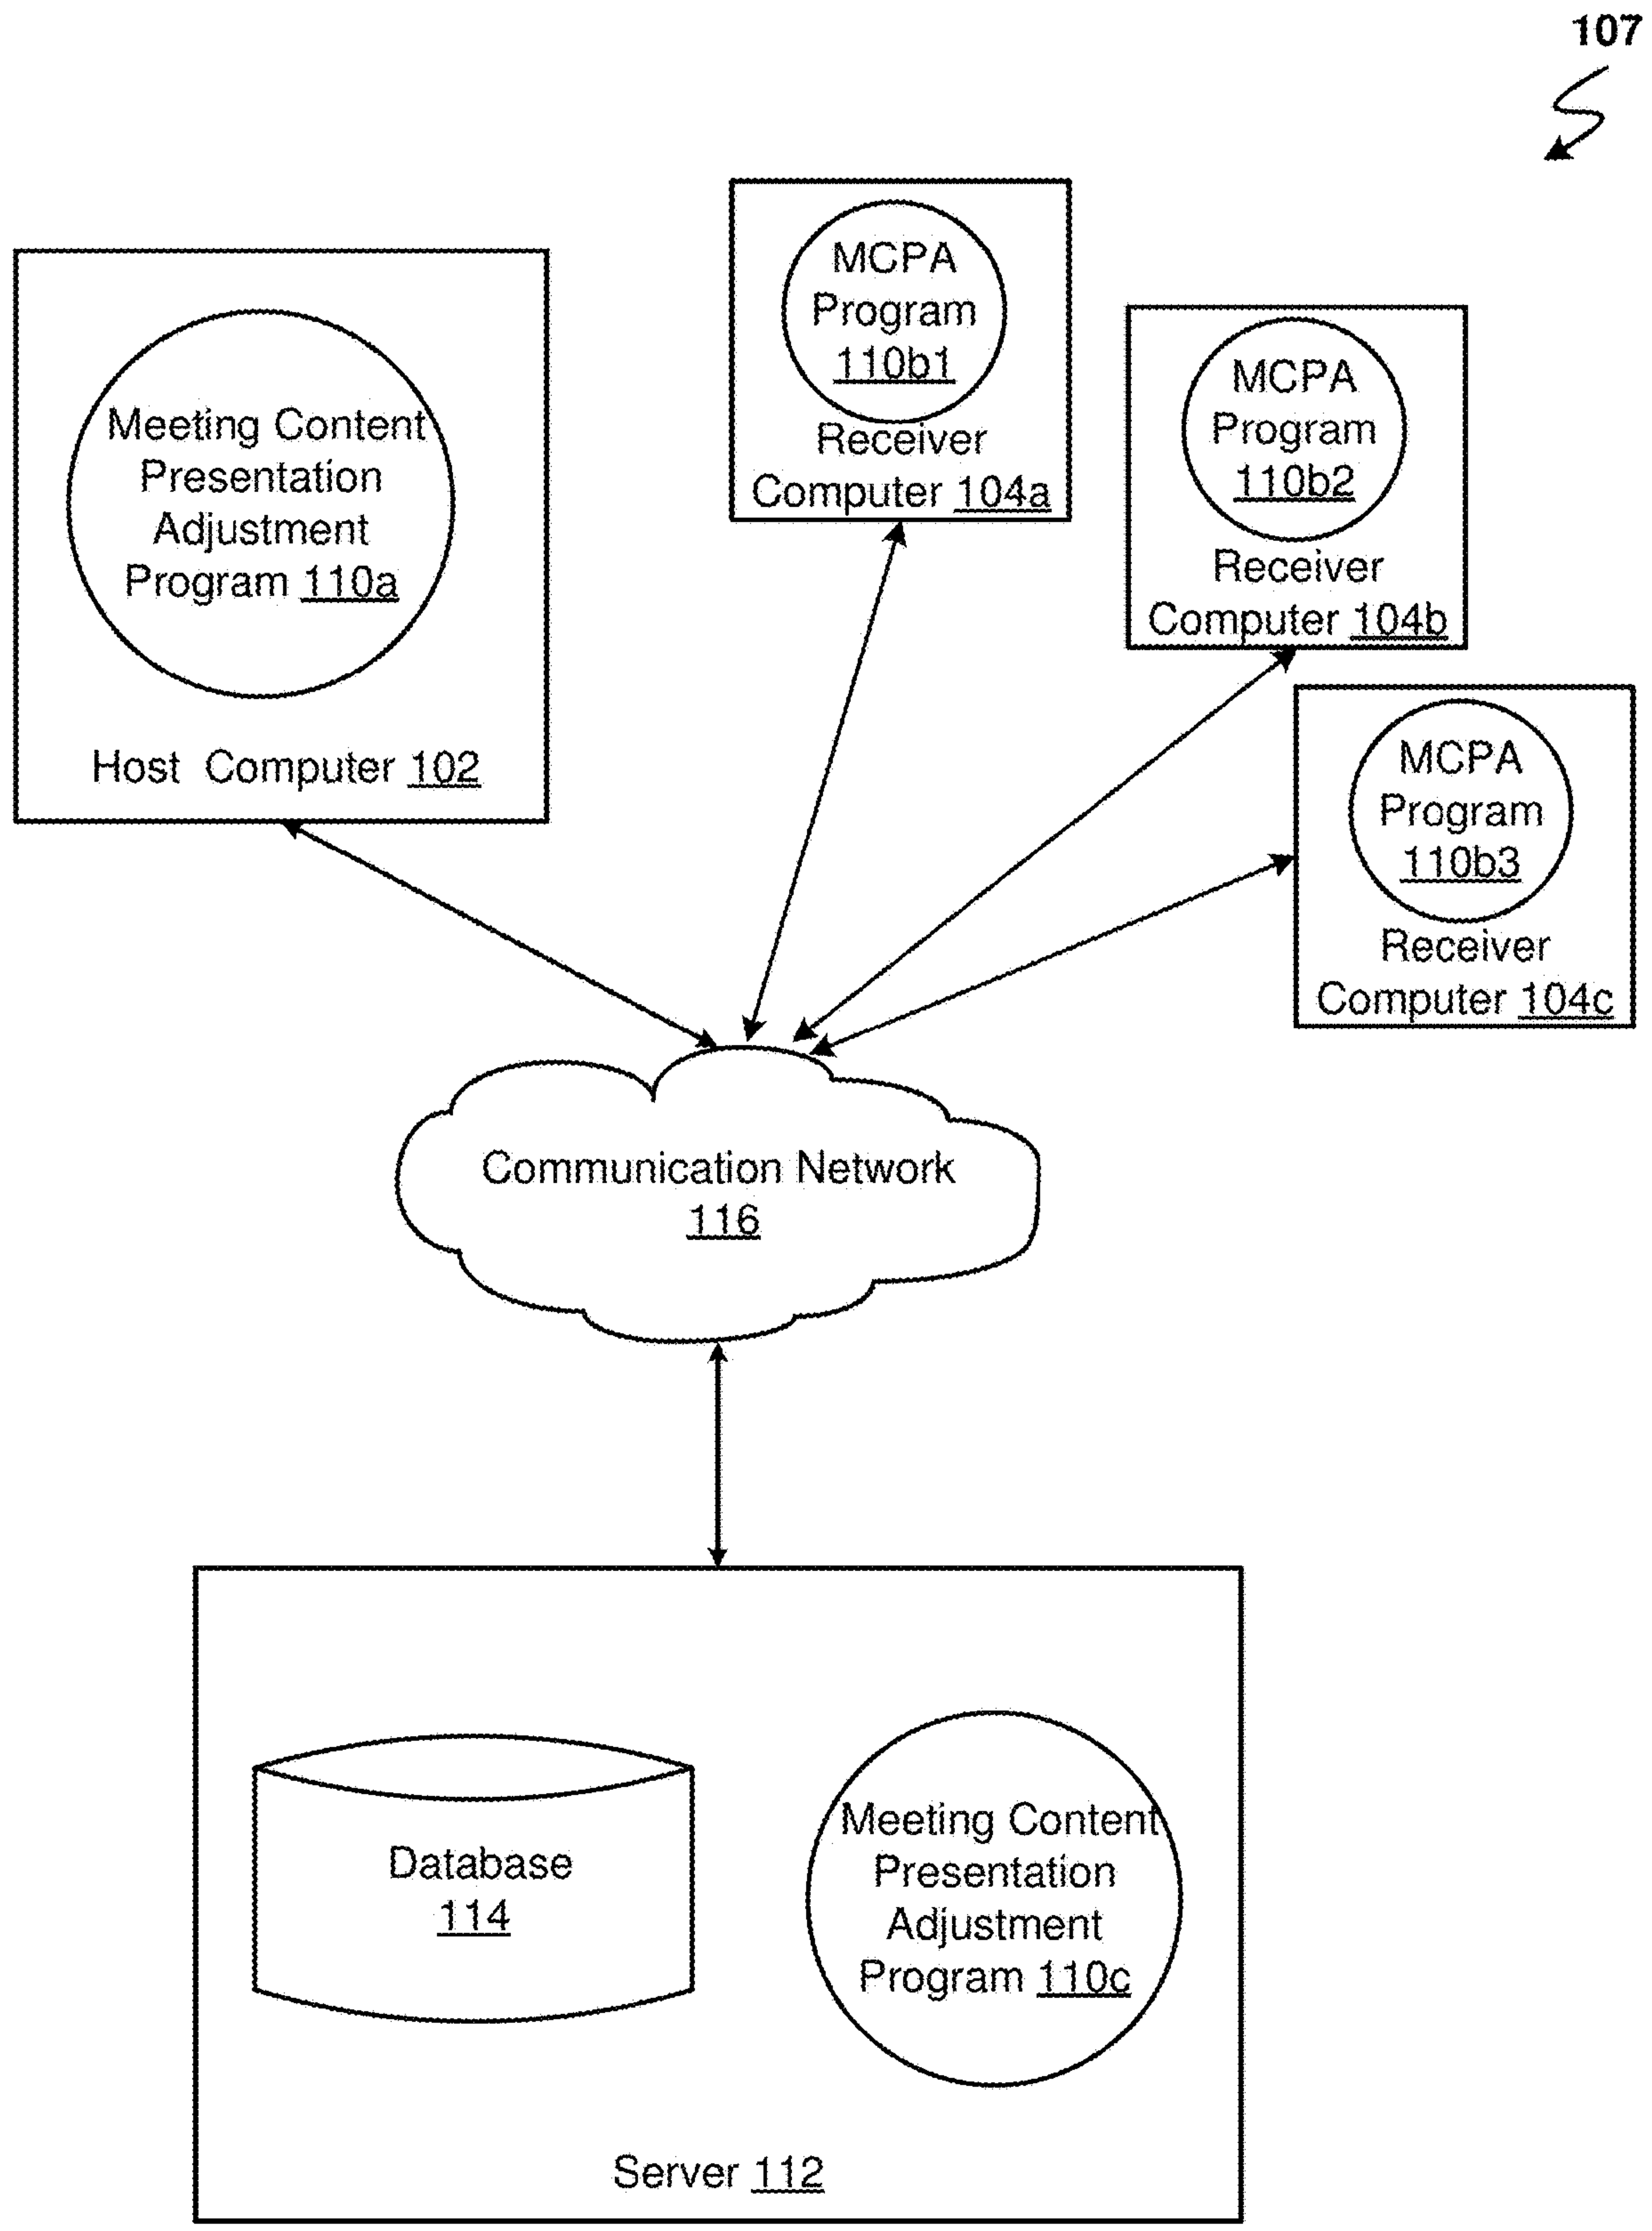 107
MCPA
Program
110b1
Receiver
Computer 104a
Meeting Content
Presentation
Adjustment
Program 110a
Host Computer 102
MCPA
Program
110b2
Receiver
Computer 104b
MCPA
Program
110b3
Receiver
Computer 104c
Communication Network
116
Database
114
Meeting Content
Presentation
Adjustment
Program 110c
Server 112